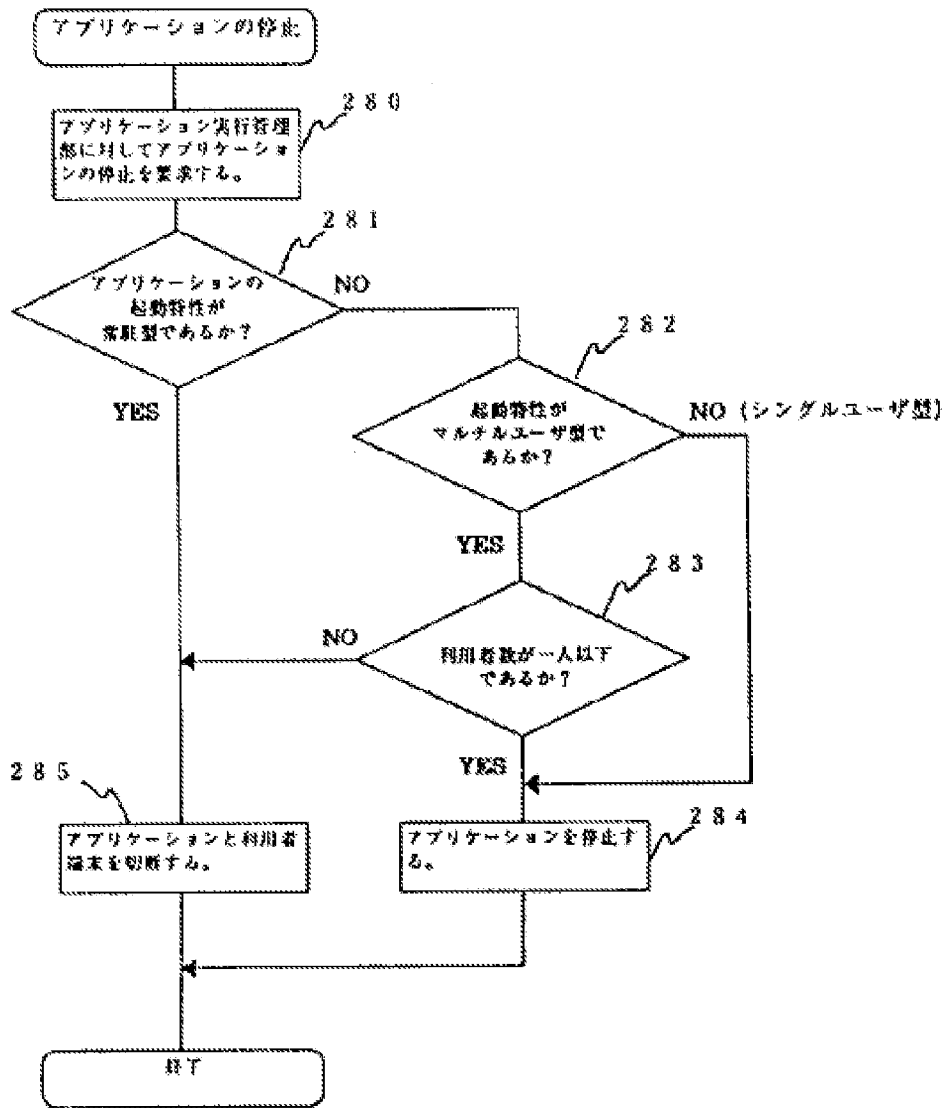 アプリケーションの停止
280
アプリケーション実行管理
部に対してアプリケーション
の停止を要求する。
281
アプリケーションの
起動特性が
常駐型であるか?
NO
YES
282
起動特性が
マルチルユーザ型で
あるか?
NO (シングルユーザ型)
YES
283
利用者数が一人以下
であるか?
NO
YES
285
アプリケーションと利用者
端末を切断する。
284
アプリケーションを停止す
る。
終了